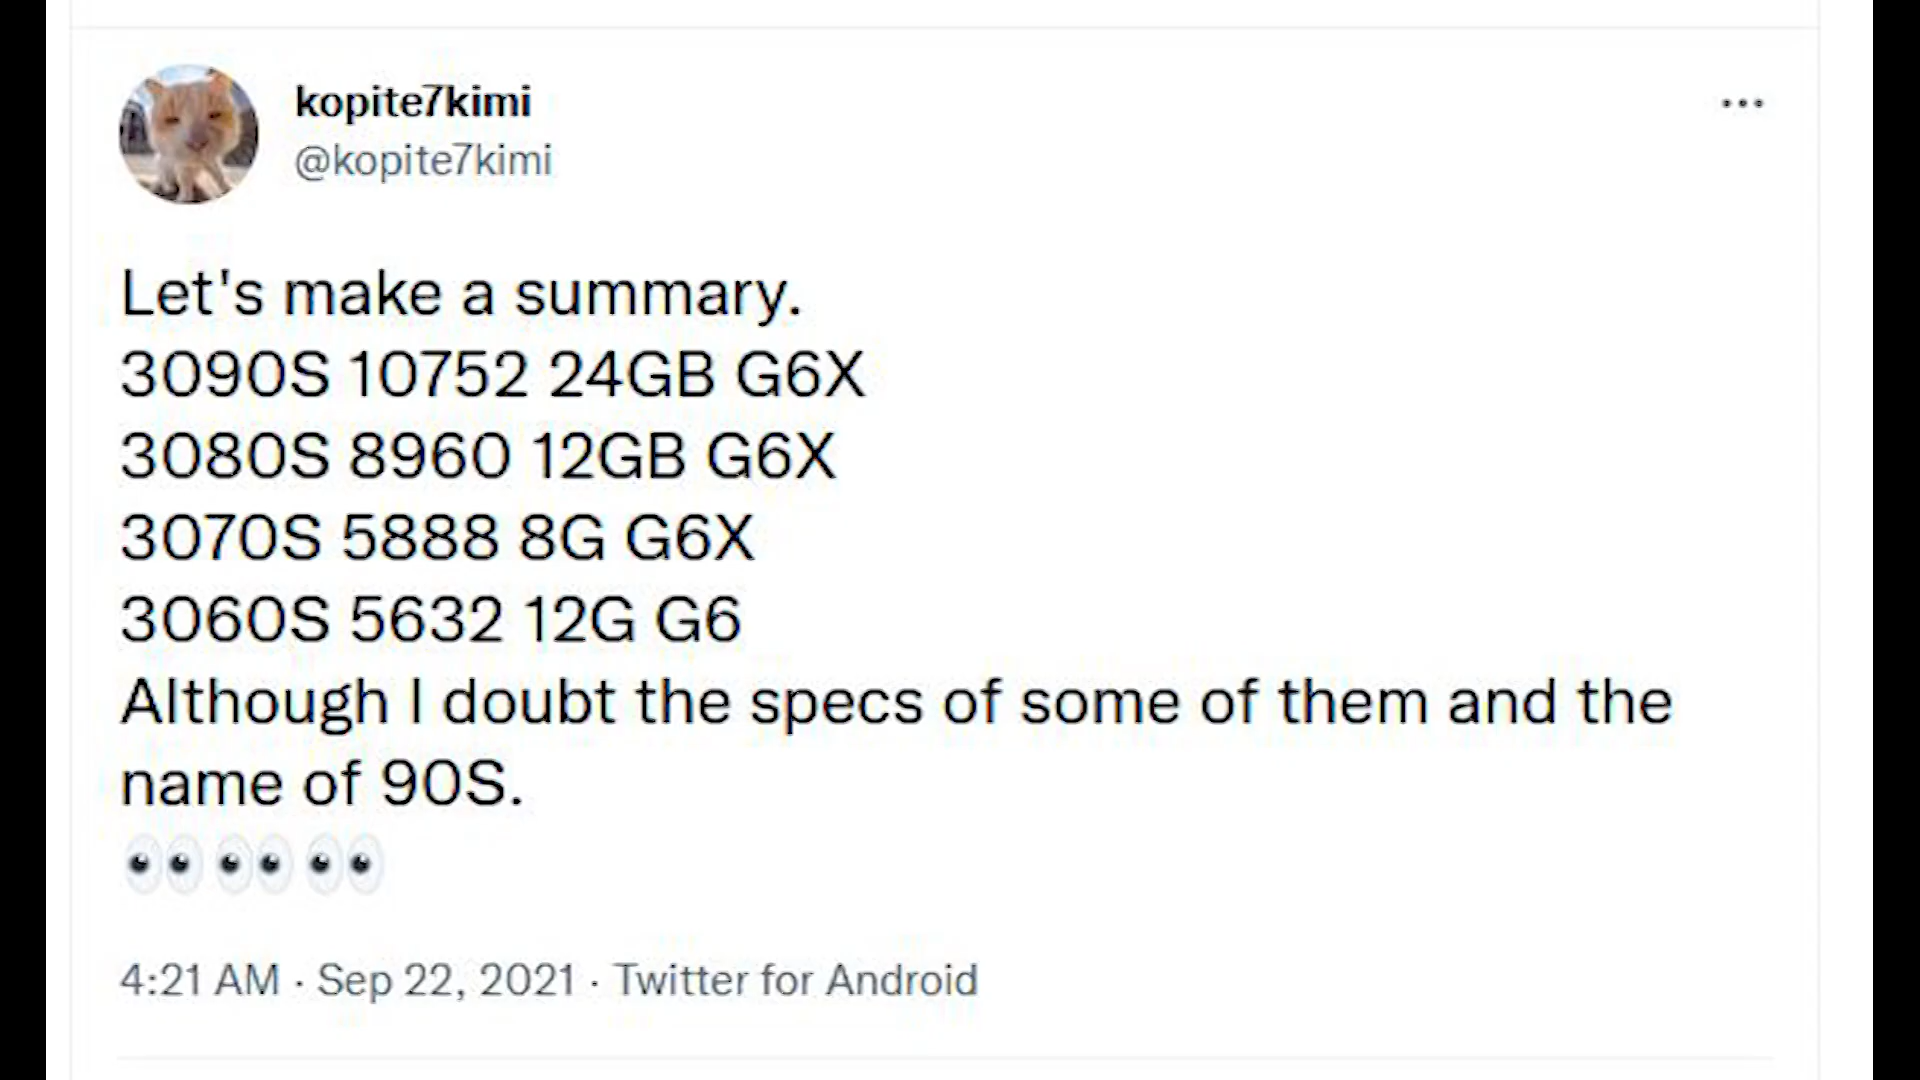 kopite7kimi
@kopite7kimi
Let's make a summary.
3090S 10752 24GB G6X
3080S 8960 12GB G6X
3070S 5888 8G G6X
3060S 5632 12G G6
Although I doubt the specs of some of them and the
name of 90S.
👀 👀 👀
4:21 AM · Sep 22, 2021 · Twitter for Android